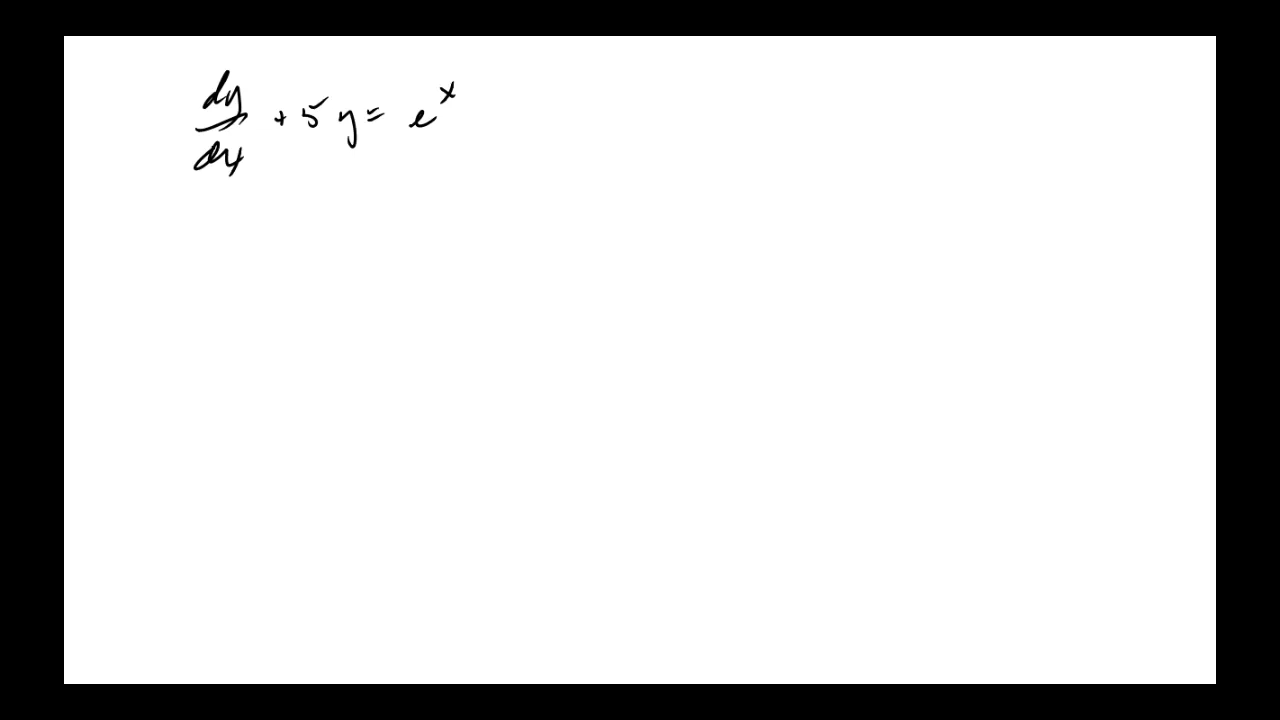 dy/dx + 5y = e^x